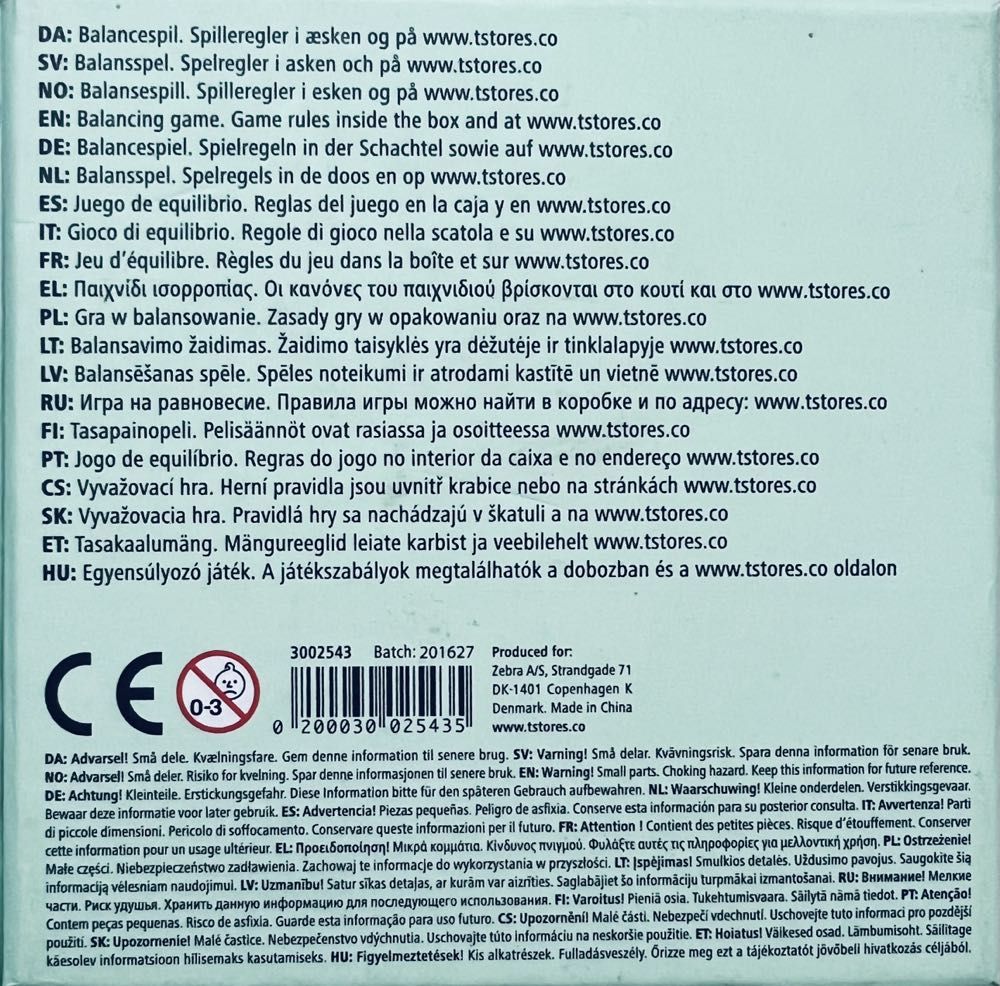 DA: Balancespil. Spilleregler i æsken og på www.tstores.co
SV: Balansspel. Spelregler i asken och på www.tstores.co
NO: Balansespill. Spilleregler i esken og på www.tstores.co
EN: Balancing game. Game rules inside the box and at www.tstores.co
DE: Balancespiel. Spielregeln in der Schachtel sowie auf www.tstores.co
NL: Balansspel. Spelregels in de doos en op www.tstores.co
ES: Juego de equilibrio. Reglas del juego en la caja y en www.tstores.co
IT: Gioco di equilibrio. Regole di gioco nella scatola e su www.tstores.co
FR: Jeu d'équilibre. Règles du jeu dans la boîte et sur www.tstores.co
EL: Παιχνίδι ισορροπίας. Οι κανόνες του παιχνιδιού βρίσκονται στο κουτί και στο www.tstores.co
PL: Gra w balansowanie. Zasady gry w opakowaniu oraz na www.tstores.co
LT: Balansavimo žaidimas. Žaidimo taisyklės yra dėžutėje ir tinklalapyje www.tstores.co
LV: Balansēšanas spēle. Spēles noteikumi ir atrodami kastītē un vietnē www.tstores.co
RU: Игра на равновесие. Правила игры можно найти в коробке и по адресу: www.tstores.co
FI: Tasapainopeli. Pelisäännöt ovat rasiassa ja osoitteessa www.tstores.co
PT: Jogo de equilíbrio. Regras do jogo no interior da caixa e no endereço www.tstores.co
CS: Vyvažovací hra. Herní pravidla jsou uvnitř krabice nebo na stránkách www.tstores.co
SK: Vyvažovacia hra. Pravidlá hry sa nachádzajú v škatuli a na www.tstores.co
ET: Tasakaalumäng. Mängureeglid leiate karbist ja veebilehelt www.tstores.co
HU: Egyensúlyozó játék. A játékszabályok megtalálhatók a dobozban és a www.tstores.co oldalon
CE
0-3
3002543 Batch: 201627
0 200030 025435
Produced for:
Zebra A/S, Strandgade 71
DK-1401 Copenhagen K
Denmark. Made in China
www.tstores.co
DA: Advarsel! Små dele. Kvælningsfare. Gem denne information til senere brug. SV: Varning! Små delar. Kvävningsrisk. Spara denna information för senare bruk.
NO: Advarsel! Små deler. Risiko for kvelning. Spar denne informasjonen til senere bruk. EN: Warning! Small parts. Choking hazard. Keep this information for future reference.
DE: Achtung! Kleinteile. Erstickungsgefahr. Diese Information bitte für den späteren Gebrauch aufbewahren. NL: Waarschuwing! Kleine onderdelen. Verstikkingsgevaar.
Bewaar deze informatie voor later gebruik. ES: Advertencia! Piezas pequeñas. Peligro de asfixia. Conserve esta información para su posterior consulta. IT: Avvertenza! Parti
di piccole dimensioni. Pericolo di soffocamento. Conservare queste informazioni per il futuro. FR: Attention ! Contient des petites pièces. Risque d'étouffement. Conserver
cette information pour un usage ultérieur. EL: Προειδοποίηση! Μικρά κομμάτια. Κίνδυνος πνιγμού. Φυλάξτε αυτές τις πληροφορίες για μελλοντική χρήση. PL: Ostrzeżenie!
Małe części. Niebezpieczeństwo zadławienia. Zachowaj te informacje do wykorzystania w przyszłości. LT: Įspėjimas! Smulkios detalės. Uždusimo pavojus. Saugokite šią
informaciją vėlesniam naudojimui. LV: Uzmanību! Satur sīkas detaļas, ar kurām var aizrīties. Saglabājiet šo informāciju turpmākai izmantošanai. RU: Внимание! Мелкие
части. Риск удушья. Хранить данную информацию для последующего использования. FI: Varoitus! Pieniä osia. Tukehtumisvaara. Säilytä nämä tiedot. PT: Atenção!
Contem peças pequenas. Risco de asfixia. Guarde esta informação para uso futuro. CS: Upozornění! Malé části. Nebezpečí vdechnutí. Uschovejte tuto informaci pro pozdější
použití. SK: Upozornenie! Malé častice. Nebezpečenstvo vdýchnutia. Uschovajte túto informáciu na neskoršie použitie. ET: Hoiatus! Väikesed osad. Lämbumisoht. Säilitage
käesolev informatsioon hilisemaks kasutamiseks. HU: Figyelmeztetések! Kis alkatrészek. Fulladásveszély. Őrizze meg ezt a tájékoztatót jövőbeli hivatkozás céljából.